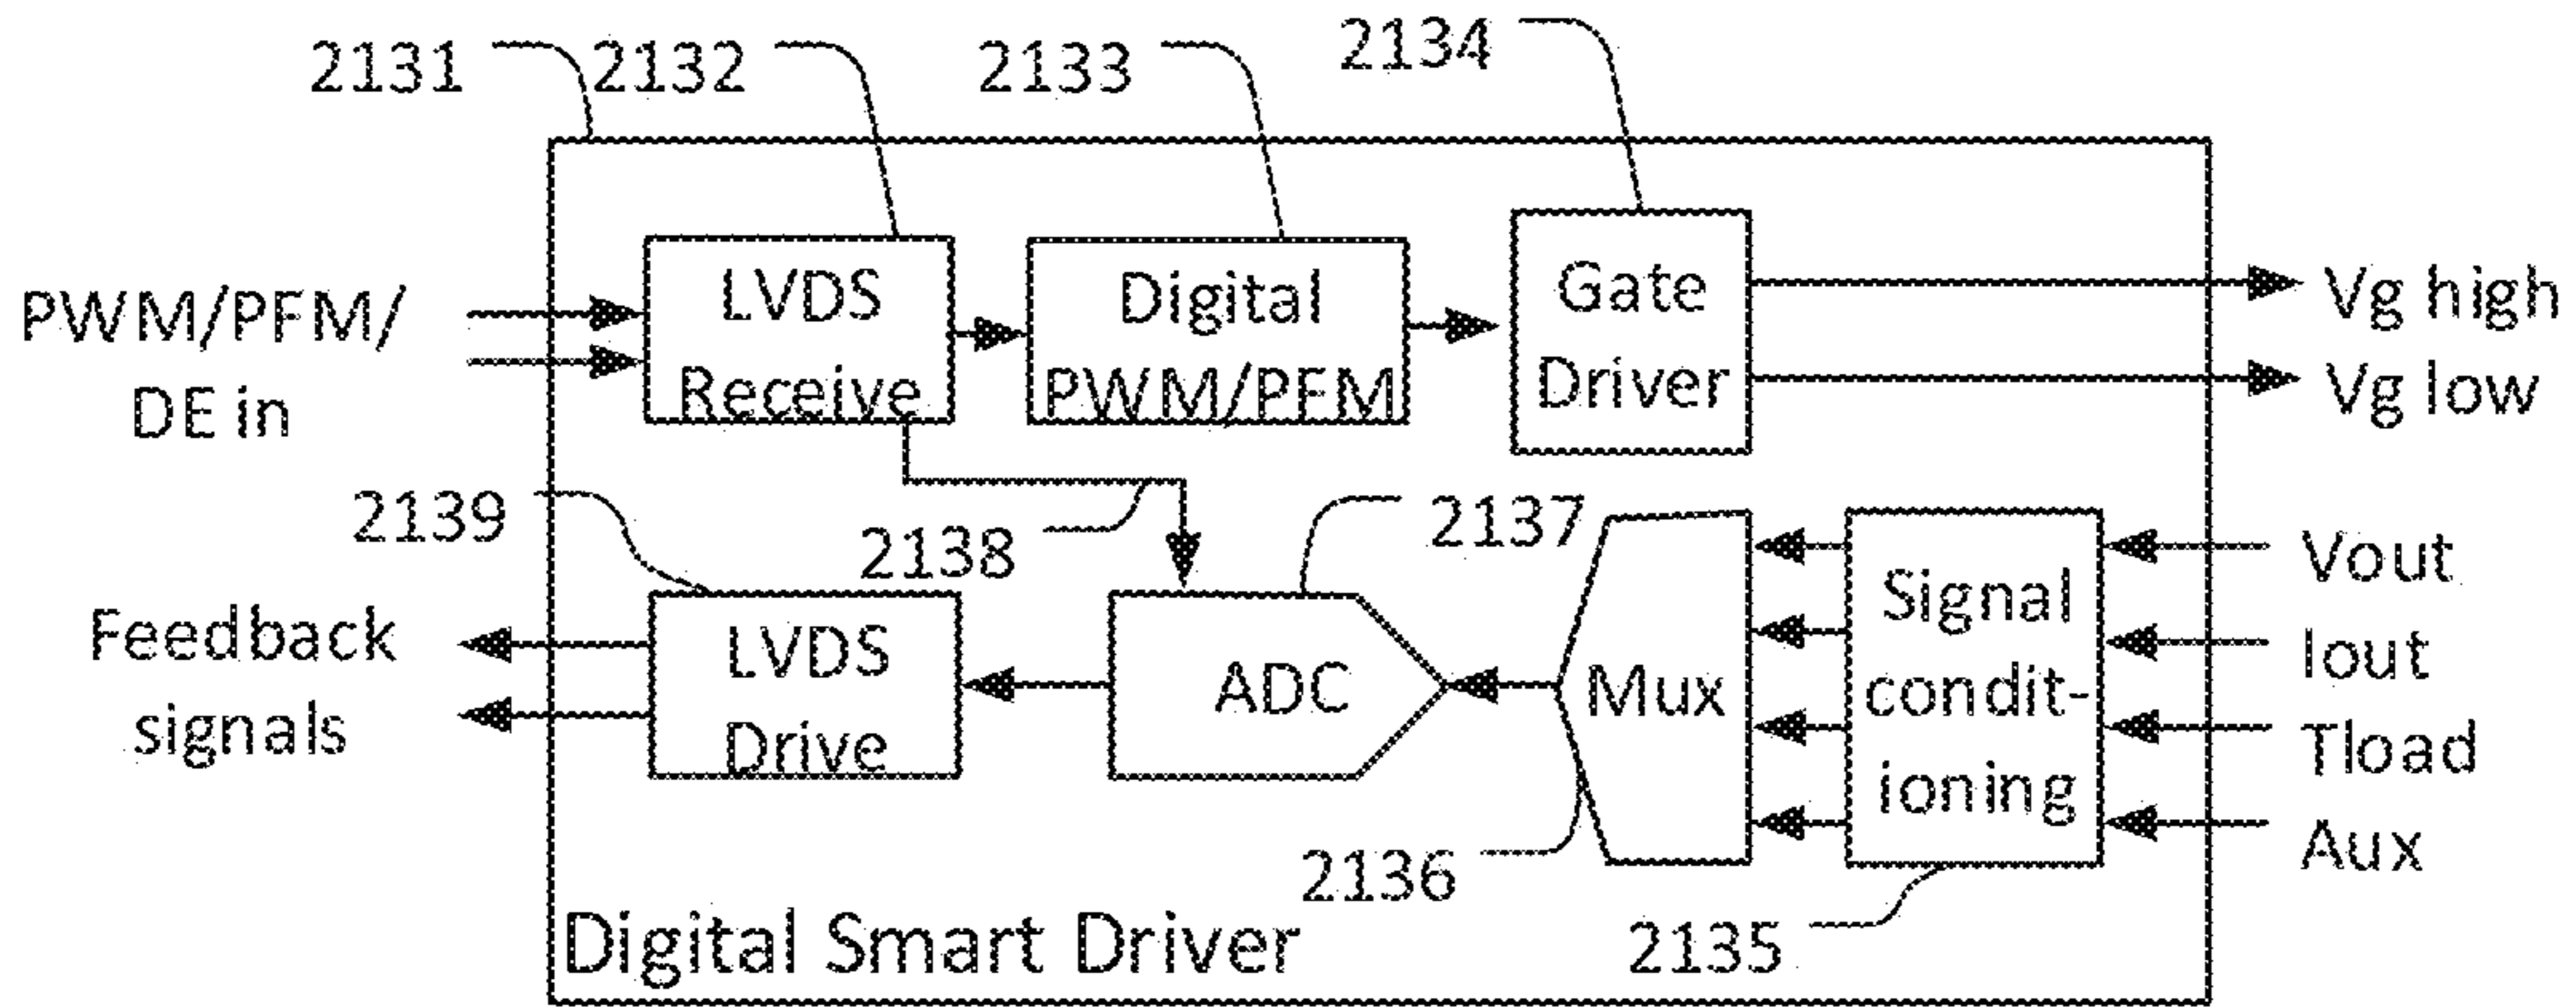 2131
2132
2133
2134
PWM/PFM/
DE in
LVDS
Receive
Digital
PWM/PFM
Gate
Driver
Vg high
Vg low
2139
2138
2137
Feedback
signals
LVDS
Drive
ADC
Mux
Signal
condit-
ioning
Vout
Iout
Tload
Aux
2136
2135
Digital Smart Driver